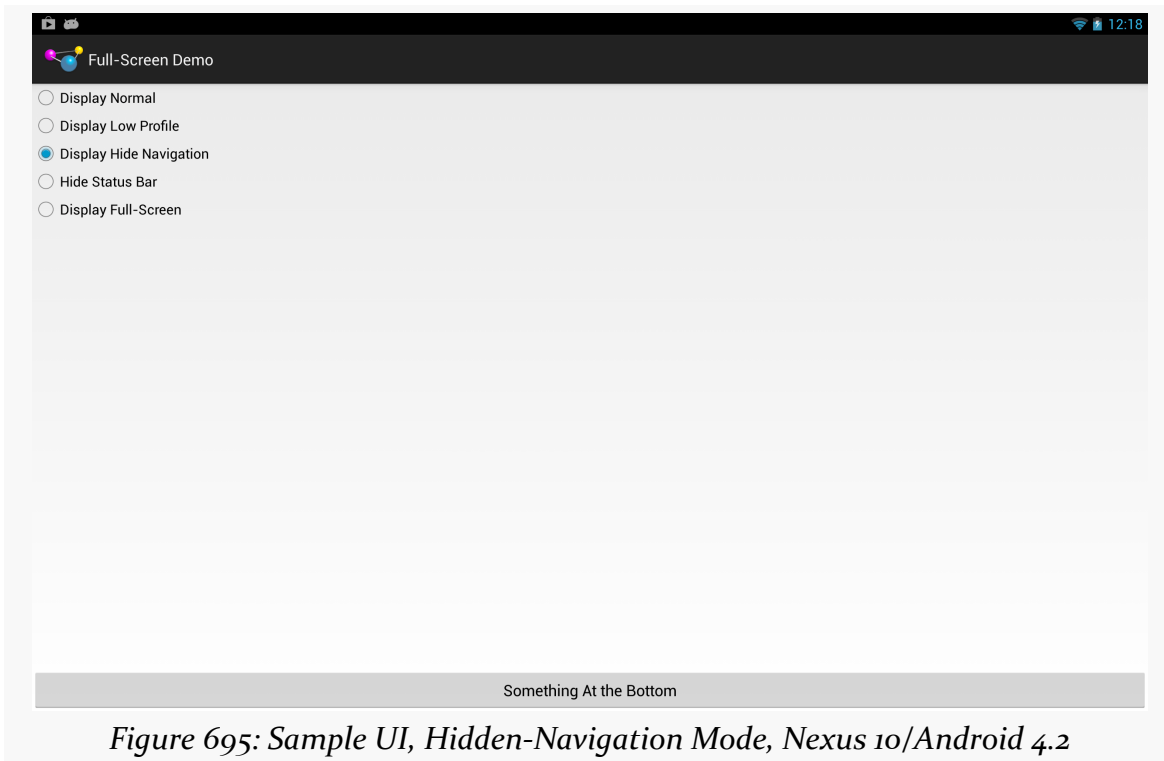 12:18
Full-Screen Demo
Display Normal
Display Low Profile
Display Hide Navigation
Hide Status Bar
Display Full-Screen
Something At the Bottom
Figure 695: Sample UI, Hidden-Navigation Mode, Nexus 10/Android 4.2